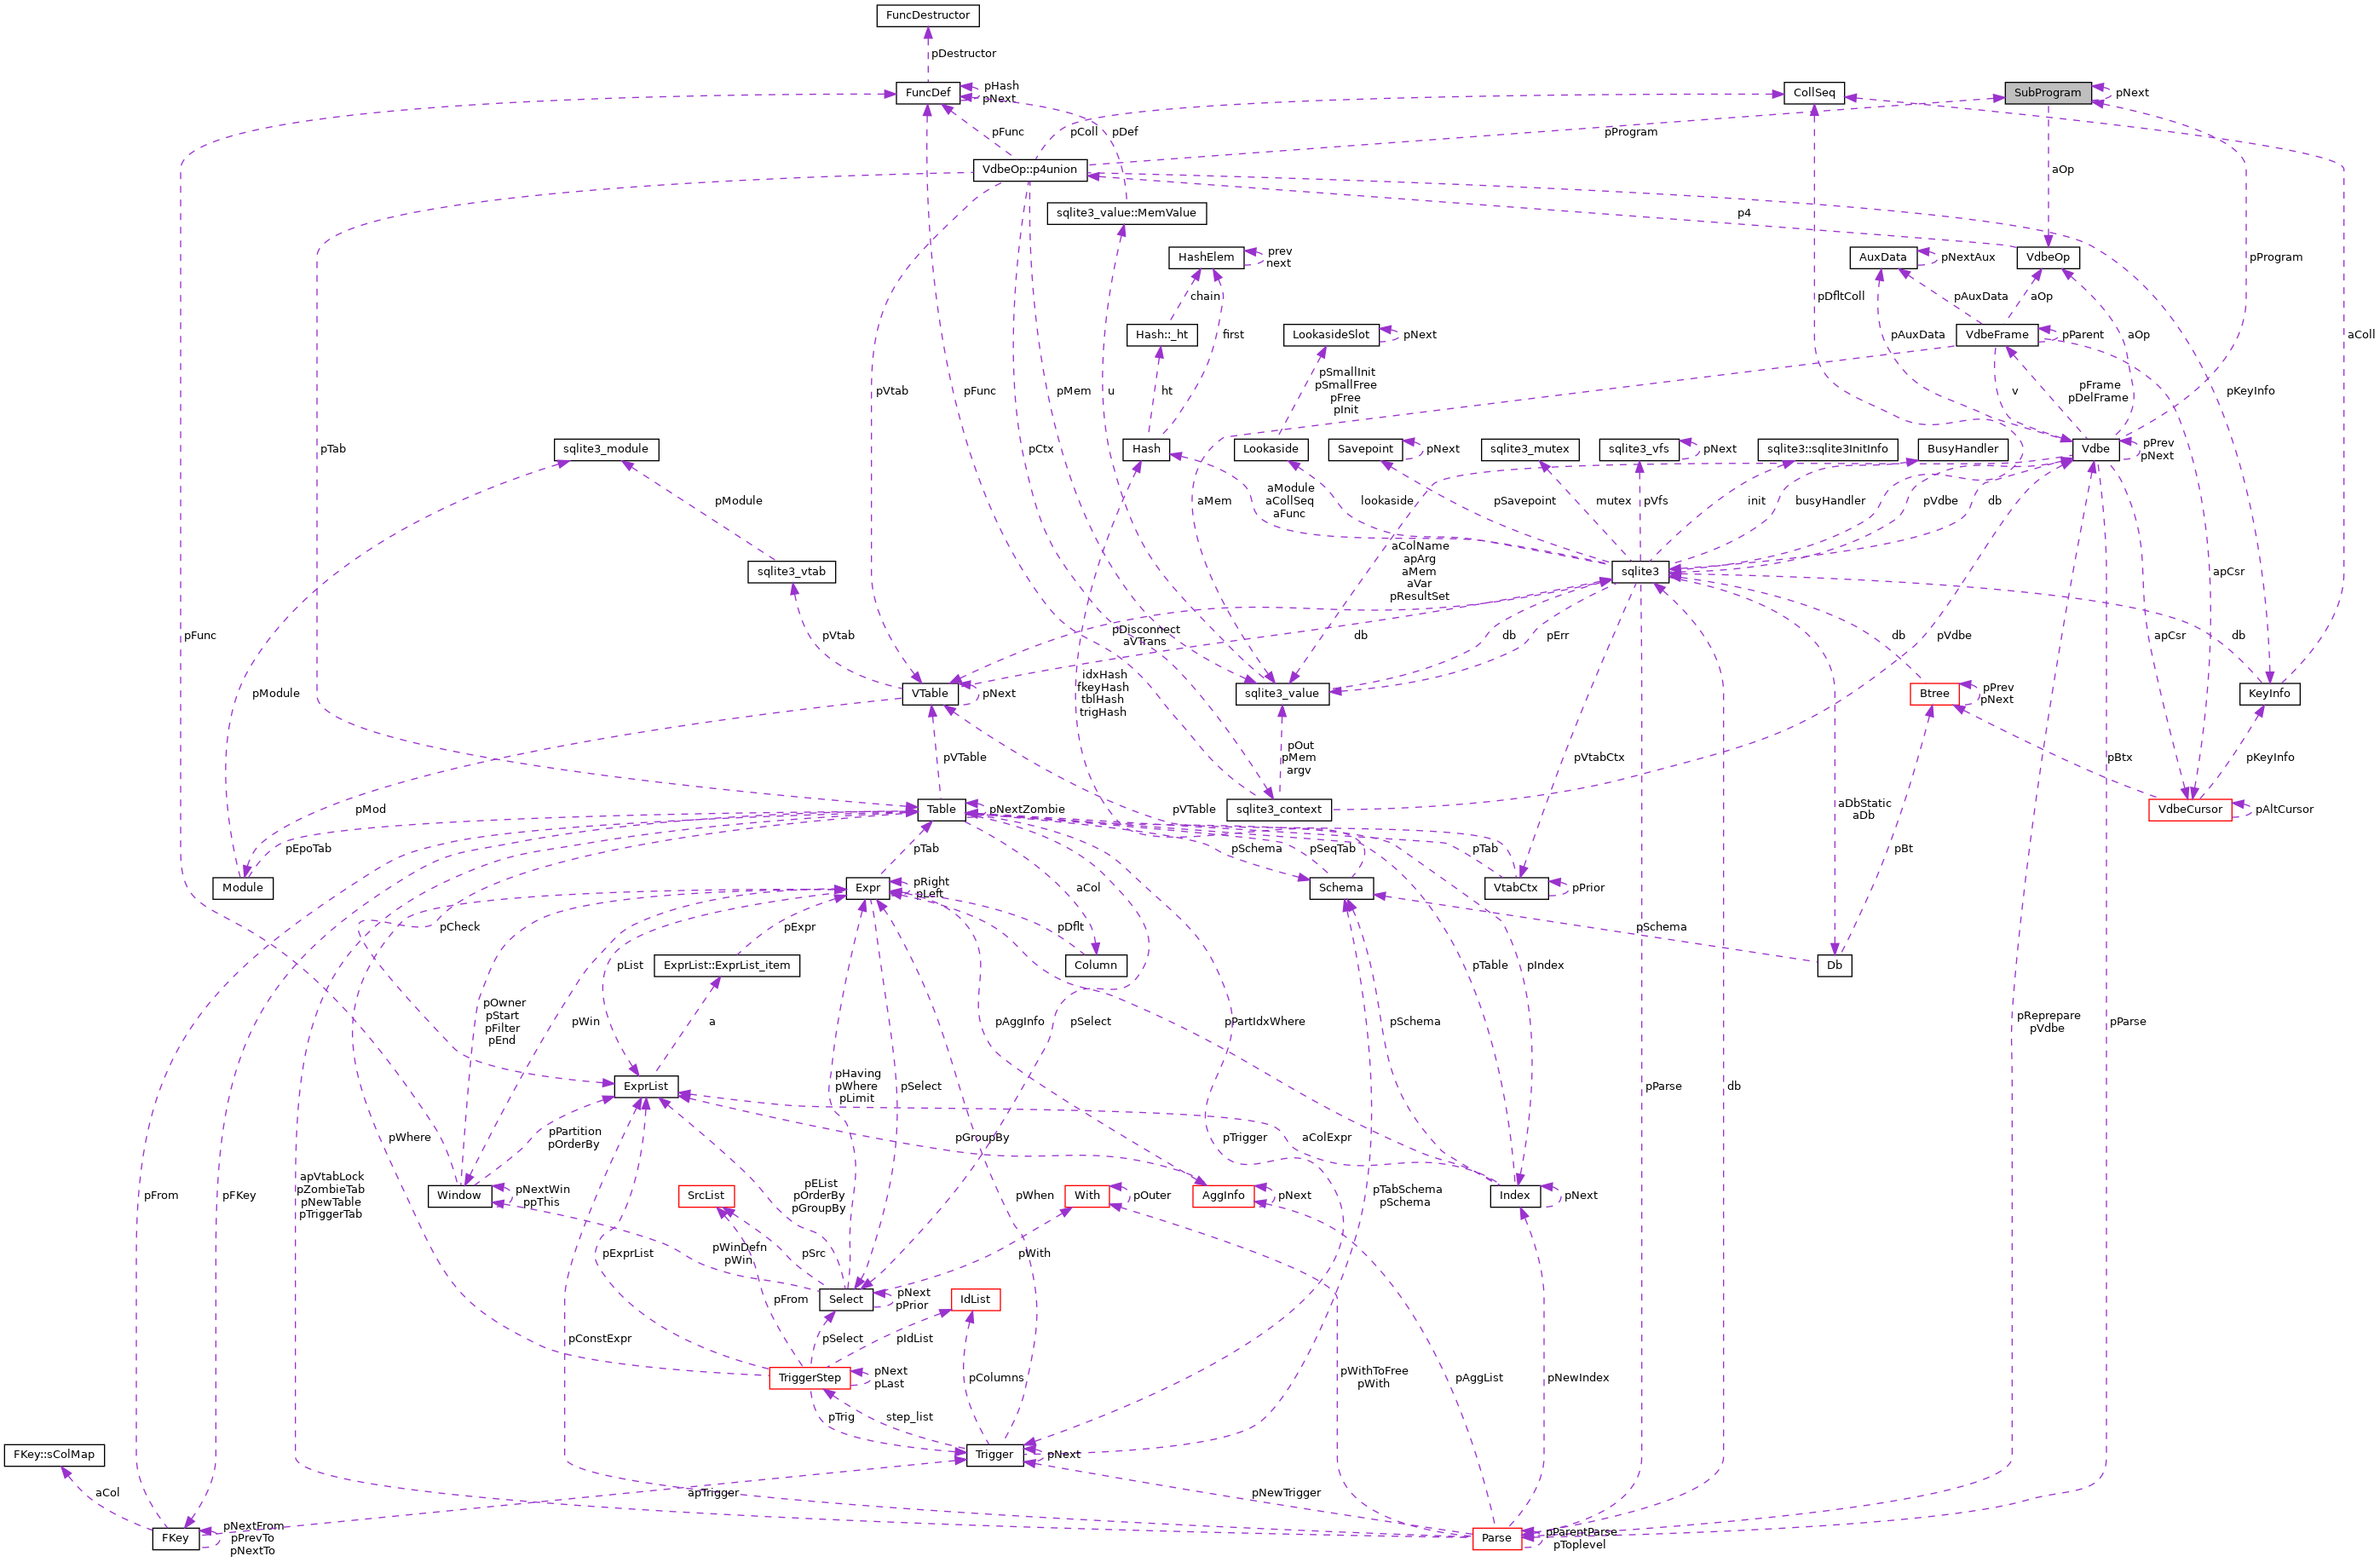 FuncDestructor
pDestructor
FuncDef
pHash
pNext
CollSeq
SubProgram
pNext
pFunc
pColl
pDef
pProgram
VdbeOp::p4union
aOp
sqlite3_value::MemValue
p4
HashElem
prev
next
AuxData
pNextAux
VdbeOp
pProgram
pDfltColl
chain
pAuxData
aOp
Hash::_ht
first
LookasideSlot
pNext
VdbeFrame
pParent
pAuxData
aOp
aColl
pSmallInit
pSmallFree
pFree
pInit
pTab
pVtab
pFunc
pMem
u
ht
v
pFrame
pDelFrame
pKeyInfo
sqlite3_module
pCtx
Hash
Lookaside
Savepoint
pNext
sqlite3_mutex
sqlite3_vfs
pNext
sqlite3::sqlite3InitInfo
BusyHandler
Vdbe
pPrev
pNext
pModule
aMem
aModule
aCollSeq
aFunc
lookaside
pSavepoint
mutex
pVfs
init
busyHandler
pVdbe
db
sqlite3_vtab
aColName
apArg
aMem
aVar
pResultSet
sqlite3
apCsr
pFunc
pVtab
pDisconnect
aVTrans
db
db
pErr
db
pVdbe
apCsr
db
pModule
idxHash
fkeyHash
tblHash
trigHash
VTable
pNext
sqlite3_value
Btree
pPrev
pNext
KeyInfo
pVTable
pOut
pMem
argv
pVtabCtx
pBtx
pKeyInfo
pMod
Table
pNextZombie
pVTable
sqlite3_context
aDbStatic
aDb
VdbeCursor
pAltCursor
pEpoTab
pTab
pSchema
pSeqTab
pTab
pBt
Module
Expr
pRight
pLeft
aCol
Schema
VtabCtx
pPrior
pCheck
pExpr
pDflt
pSchema
pList
ExprList::ExprList_item
Column
pTable
pIndex
Db
pOwner
pStart
pFilter
pEnd
pWin
a
pAggInfo
pSelect
pPartIdxWhere
pSchema
pReprepare
pVdbe
pParse
ExprList
pHaving
pWhere
pLimit
pSelect
pParse
db
pWhere
pPartition
pOrderBy
pGroupBy
pTrigger
aColExpr
pFrom
pFKey
apVtabLock
pZombieTab
pNewTable
pTriggerTab
Window
pNextWin
ppThis
SrcList
pEList
pOrderBy
pGroupBy
pWhen
With
pOuter
AggInfo
pNext
pTabSchema
pSchema
Index
pNext
pExprList
pWinDefn
pWin
pSrc
pWith
pFrom
Select
pNext
pPrior
IdList
pConstExpr
pSelect
pIdList
TriggerStep
pNext
pLast
pColumns
pWithToFree
pWith
pAggList
pNewIndex
pTrig
step_list
FKey::sColMap
Trigger
pNext
aCol
apTrigger
pNewTrigger
FKey
pNextFrom
pPrevTo
pNextTo
Parse
pParentParse
pToplevel